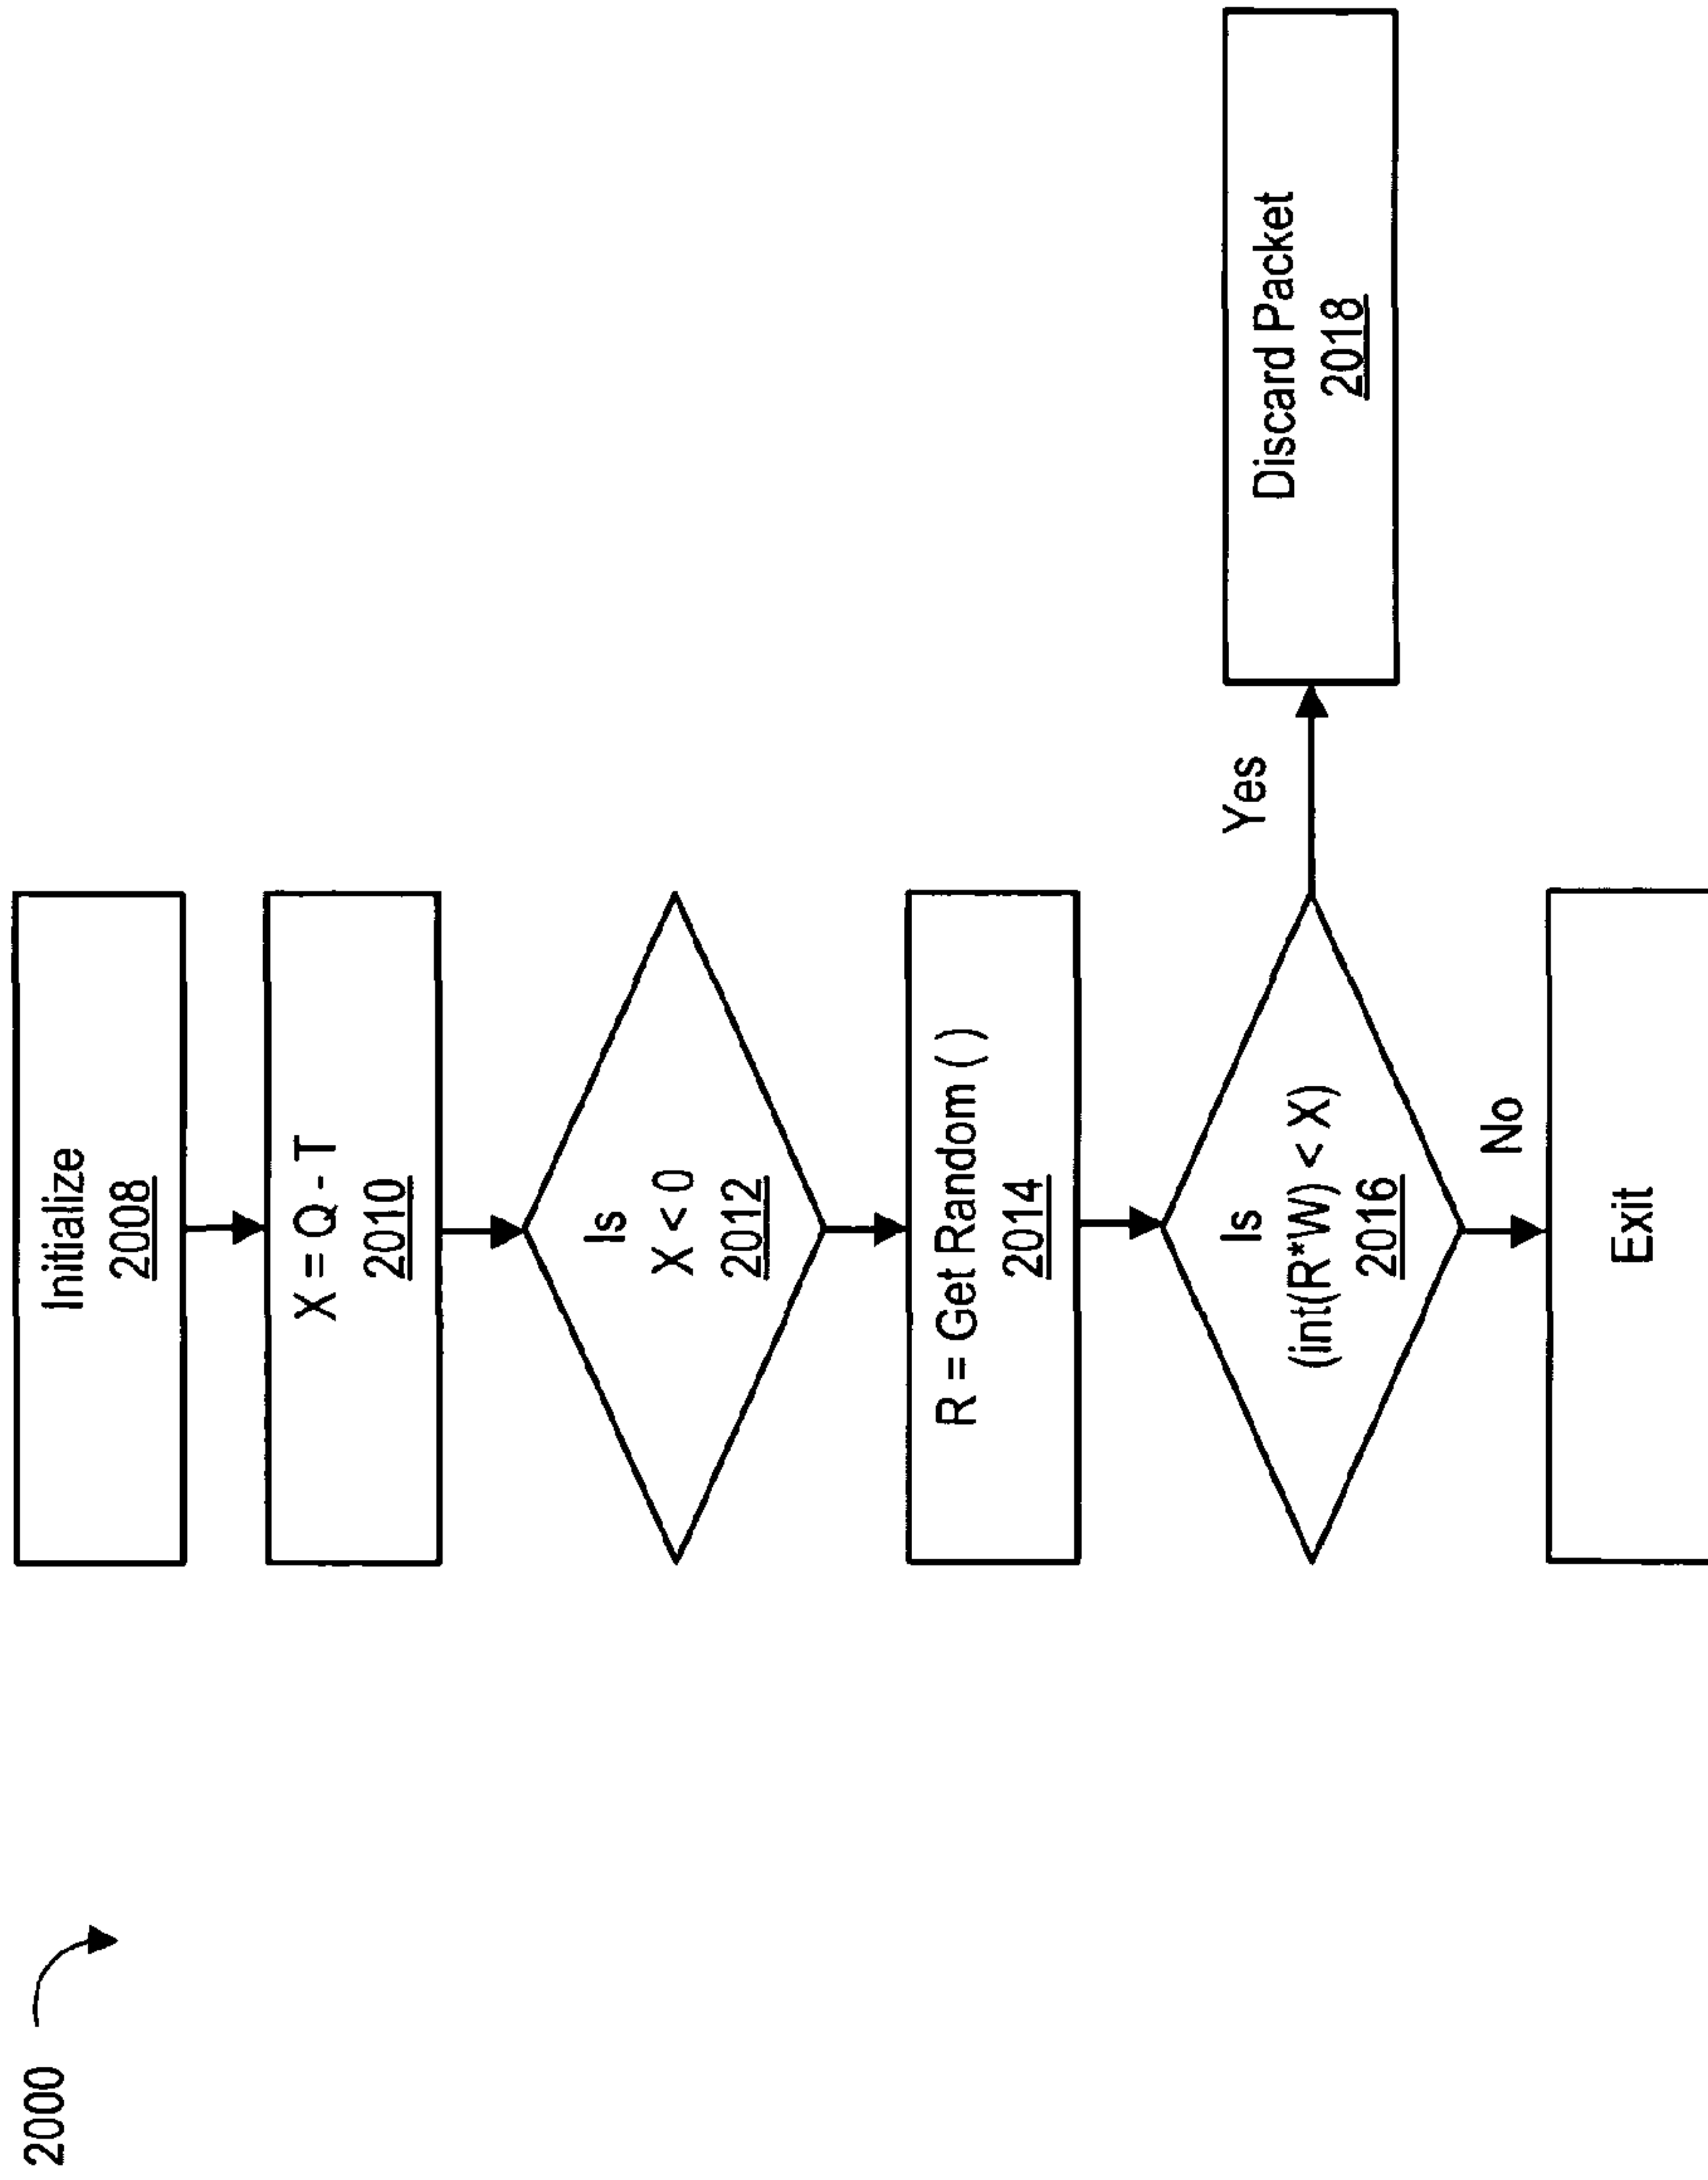 2000
Initialize
2008
X = Q - T
2010
Is
X < 0
2012
R = Get Random ( )
2014
Is
(int(R*W) < X)
2016
Yes
Discard Packet
2018
No
Exit